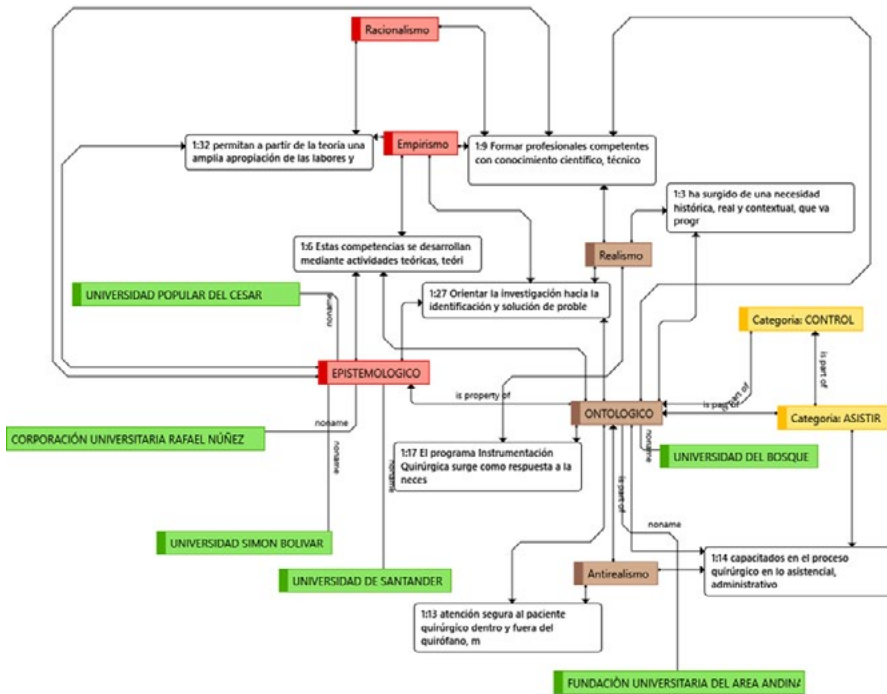 Racionalismo
1:32 permitan a partir de la teoría una
amplia apropiación de las labores y
Empirismo
1:9 Formar profesionales competentes
con conocimiento científico, técnico
1:3 ha surgido de una necesidad
histórica, real y contextual, que va
progr
1:6 Estas competencias se desarrollan
mediante actividades teóricas, teóri
Realismo
UNIVERSIDAD POPULAR DEL CESAR
noname
1:27 Orientar la investigación hacia la
identificación y solución de proble
Categoria: CONTROL
is part of
is part of
EPISTEMOLOGICO
is property of
ONTOLOGICO
is part of
Categoria: ASISTIR
noname
CORPORACIÓN UNIVERSITARIA RAFAEL NÚÑEZ
noname
noname
1:17 El programa Instrumentación
Quirúrgica surge como respuesta a la
neces
noname
UNIVERSIDAD DEL BOSQUE
is part of
noname
UNIVERSIDAD SIMON BOLIVAR
UNIVERSIDAD DE SANTANDER
Antirealismo
1:14 capacitados en el proceso
quirúrgico en lo asistencial,
administrativo
1:13 atención segura al paciente
quirúrgico dentro y fuera del
quirófano, m
FUNDACIÒN UNIVERSITARIA DEL AREA ANDINA